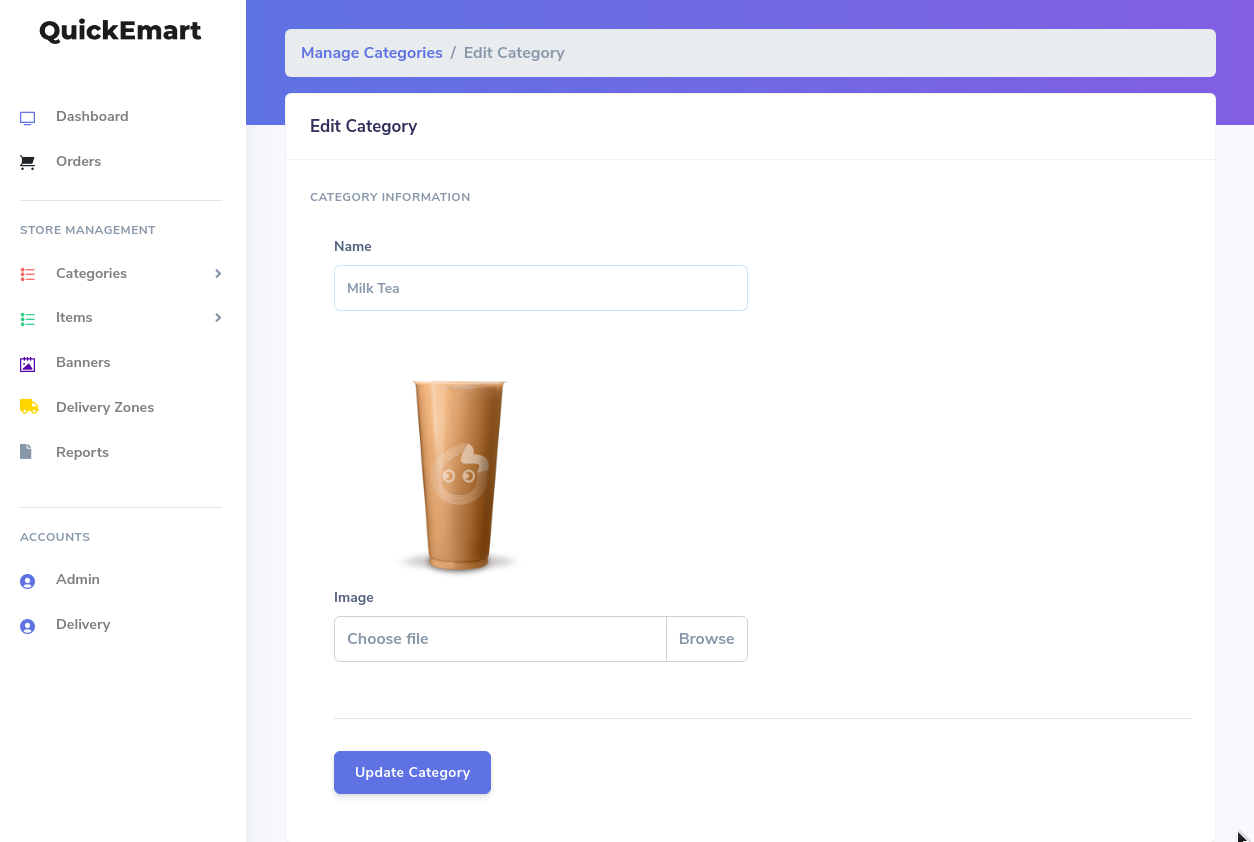 QuickEmart
Dashboard
Orders
STORE MANAGEMENT
Categories
Items
Banners
Delivery Zones
Reports
ACCOUNTS
Admin
Delivery
Manage Categories / Edit Category
Edit Category
CATEGORY INFORMATION
Name
Milk Tea
Image
Choose file Browse
Update Category